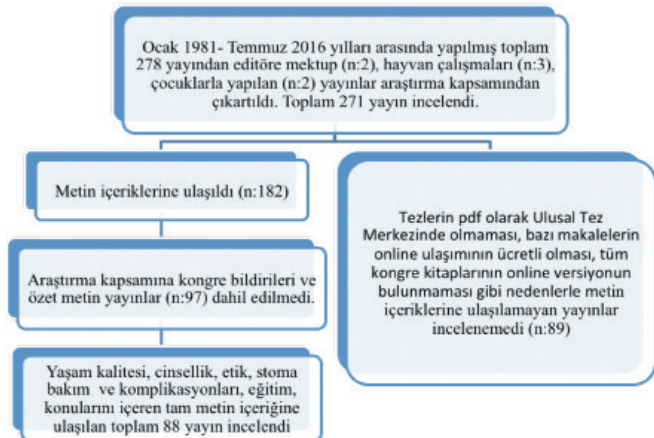 Ocak 1981- Temmuz 2016 yılları arasında yapılmış toplam
278 yayından editöre mektup (n:2), hayvan çalışmaları (n:3),
çocuklarla yapılan (n:2) yayınlar araştırma kapsamından
çıkartıldı. Toplam 271 yayın incelendi.
Metin içeriklerine ulaşıldı (n:182)
Araştırma kapsamına kongre bildirileri ve
özet metin yayınlar (n:97) dahil edilmedi.
Yaşam kalitesi, cinsellik, etik, stoma
bakım ve komplikasyonları, eğitim,
konularını içeren tam metin içeriğine
ulaşılan toplam 88 yayın incelendi
Tezlerin pdf olarak Ulusal Tez
Merkezinde olmaması, bazı makalelerin
online ulaşımının ücretli olması, tüm
kongre kitaplarının online versiyonun
bulunmaması gibi nedenlerle metin
içeriklerine ulaşılamayan yayınlar
incelenemedi (n:89)